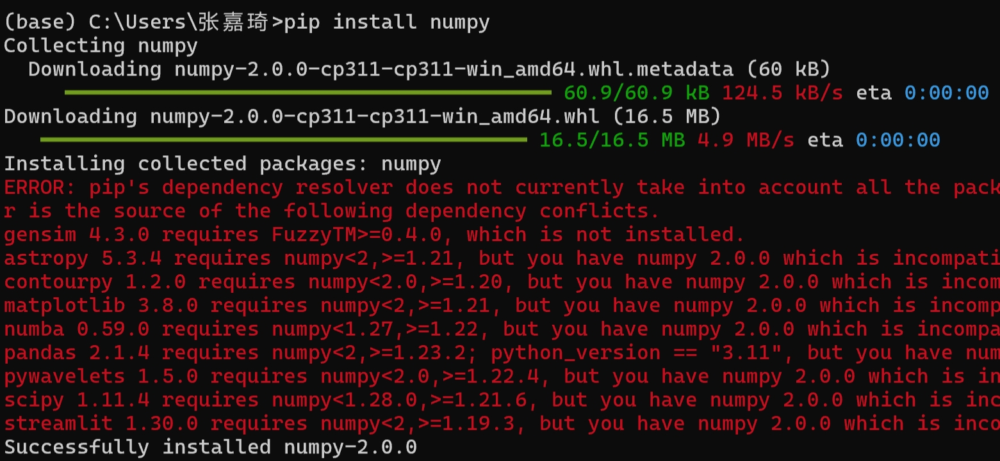 (base) C:\Users\张嘉琦>pip install numpy
Collecting numpy
  Downloading numpy-2.0.0-cp311-cp311-win_amd64.whl.metadata (60 kB)
     60.9/60.9 kB 124.5 kB/s eta 0:00:00
Downloading numpy-2.0.0-cp311-cp311-win_amd64.whl (16.5 MB)
   16.5/16.5 MB 4.9 MB/s eta 0:00:00
Installing collected packages: numpy
ERROR: pip's dependency resolver does not currently take into account all the pack
r is the source of the following dependency conflicts.
gensim 4.3.0 requires FuzzyTM>=0.4.0, which is not installed.
astropy 5.3.4 requires numpy<2,>=1.21, but you have numpy 2.0.0 which is incompati
contourpy 1.2.0 requires numpy<2.0,>=1.20, but you have numpy 2.0.0 which is incom
matplotlib 3.8.0 requires numpy<2,>=1.21, but you have numpy 2.0.0 which is incomp
numba 0.59.0 requires numpy<1.27,>=1.22, but you have numpy 2.0.0 which is incompa
pandas 2.1.4 requires numpy<2,>=1.23.2; python_version == "3.11", but you have num
pywavelets 1.5.0 requires numpy<2.0,>=1.22.4, but you have numpy 2.0.0 which is in
scipy 1.11.4 requires numpy<1.28.0,>=1.21.6, but you have numpy 2.0.0 which is inc
streamlit 1.30.0 requires numpy<2,>=1.19.3, but you have numpy 2.0.0 which is inco
Successfully installed numpy-2.0.0